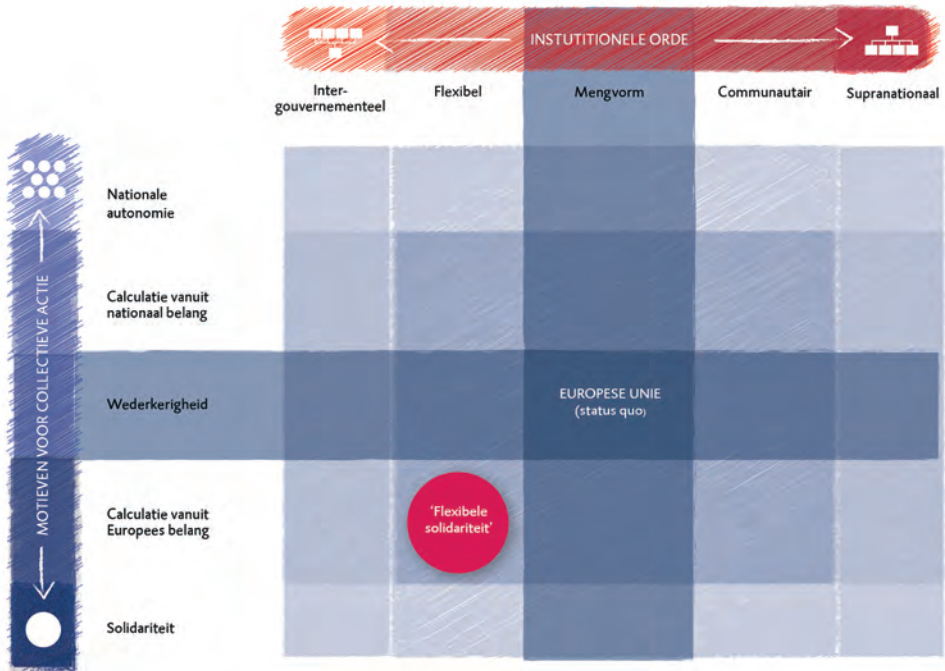 INSTUTITIONELE ORDE
Inter-
gouvernementeel
Flexibel
Mengvorm
Communautair
Supranationaal
MOTIEVEN VOOR COLLECTIEVE ACTIE
Nationale
autonomie
Calculatie vanuit
nationaal belang
Wederkerigheid
EUROPESE UNIE
(status quo)
Calculatie vanuit
Europees belang
‘Flexibele
solidariteit’
Solidariteit